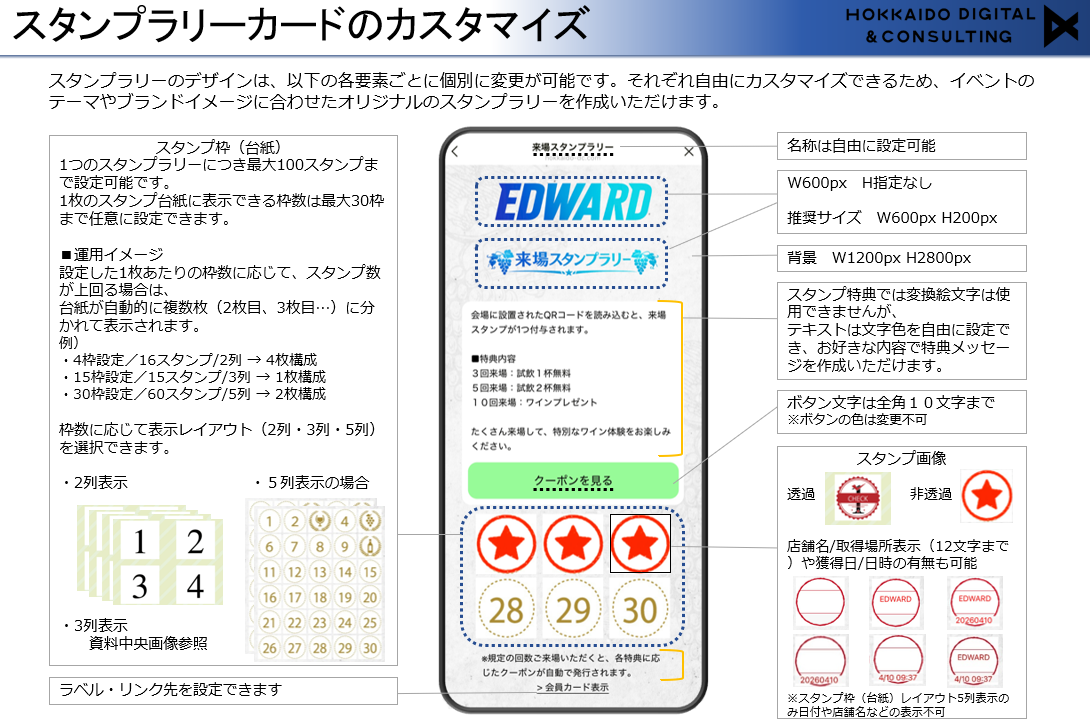 スタンプラリーカードのカスタマイズ
HOKKAIDO DIGITAL
& CONSULTING
スタンプラリーのデザインは、以下の各要素ごとに個別に変更が可能です。それぞれ自由にカスタマイズできるため、イベントの
テーマやブランドイメージに合わせたオリジナルのスタンプラリーを作成いただけます。
スタンプ枠（台紙）
1つのスタンプラリーにつき最大100スタンプま
で設定可能です。
1枚のスタンプ台紙に表示できる枠数は最大30枠
まで任意に設定できます。
■運用イメージ
設定した1枚あたりの枠数に応じて、スタンプ数
が上回る場合は、
台紙が自動的に複数枚（2枚目、3枚目…）に分
かれて表示されます。
例）
・4枠設定／16スタンプ/2列 → 4枚構成
・15枠設定／15スタンプ/3列 → 1枚構成
・30枠設定／60スタンプ/5列 → 2枚構成
枠数に応じて表示レイアウト（2列・3列・5列）
を選択できます。
・2列表示
・５列表示の場合
1 2
3 4
1 2 4
6 7 8 9
11 12 13 14 15
16 17 18 19 20
21 22 23 24 25
26 27 28 29 30
・3列表示
資料中央画像参照
ラベル・リンク先を設定できます
来場スタンプラリー
EDWARD
来場スタンプラリー
会場に設置されたQRコードを読み込むと、来場
スタンプが1つ付与されます。
■特典内容
３回来場：試飲１杯無料
５回来場：試飲２杯無料
１０回来場：ワインプレゼント
たくさん来場して、特別なワイン体験をお楽しみ
ください。
クーポンを見る
28 29 30
※規定の回数ご来場いただくと、各特典に応
じたクーポンが自動で発行されます。
> 会員カード表示
名称は自由に設定可能
W600px　H指定なし
推奨サイズ　W600px H200px
背景　W1200px H2800px
スタンプ特典では変換絵文字は使
用できませんが、
テキストは文字色を自由に設定で
き、お好きな内容で特典メッセー
ジを作成いただけます。
ボタン文字は全角１０文字まで
※ボタンの色は変更不可
スタンプ画像
透過
CHECK
非透過
店舗名/取得場所表示（12文字まで
）や獲得日/日時の有無も可能
EDWARD
EDWARD
20260410
20260410
4/10 09:37
EDWARD
4/10 09:37
※スタンプ枠（台紙）レイアウト5列表示の
み日付や店舗名などの表示不可